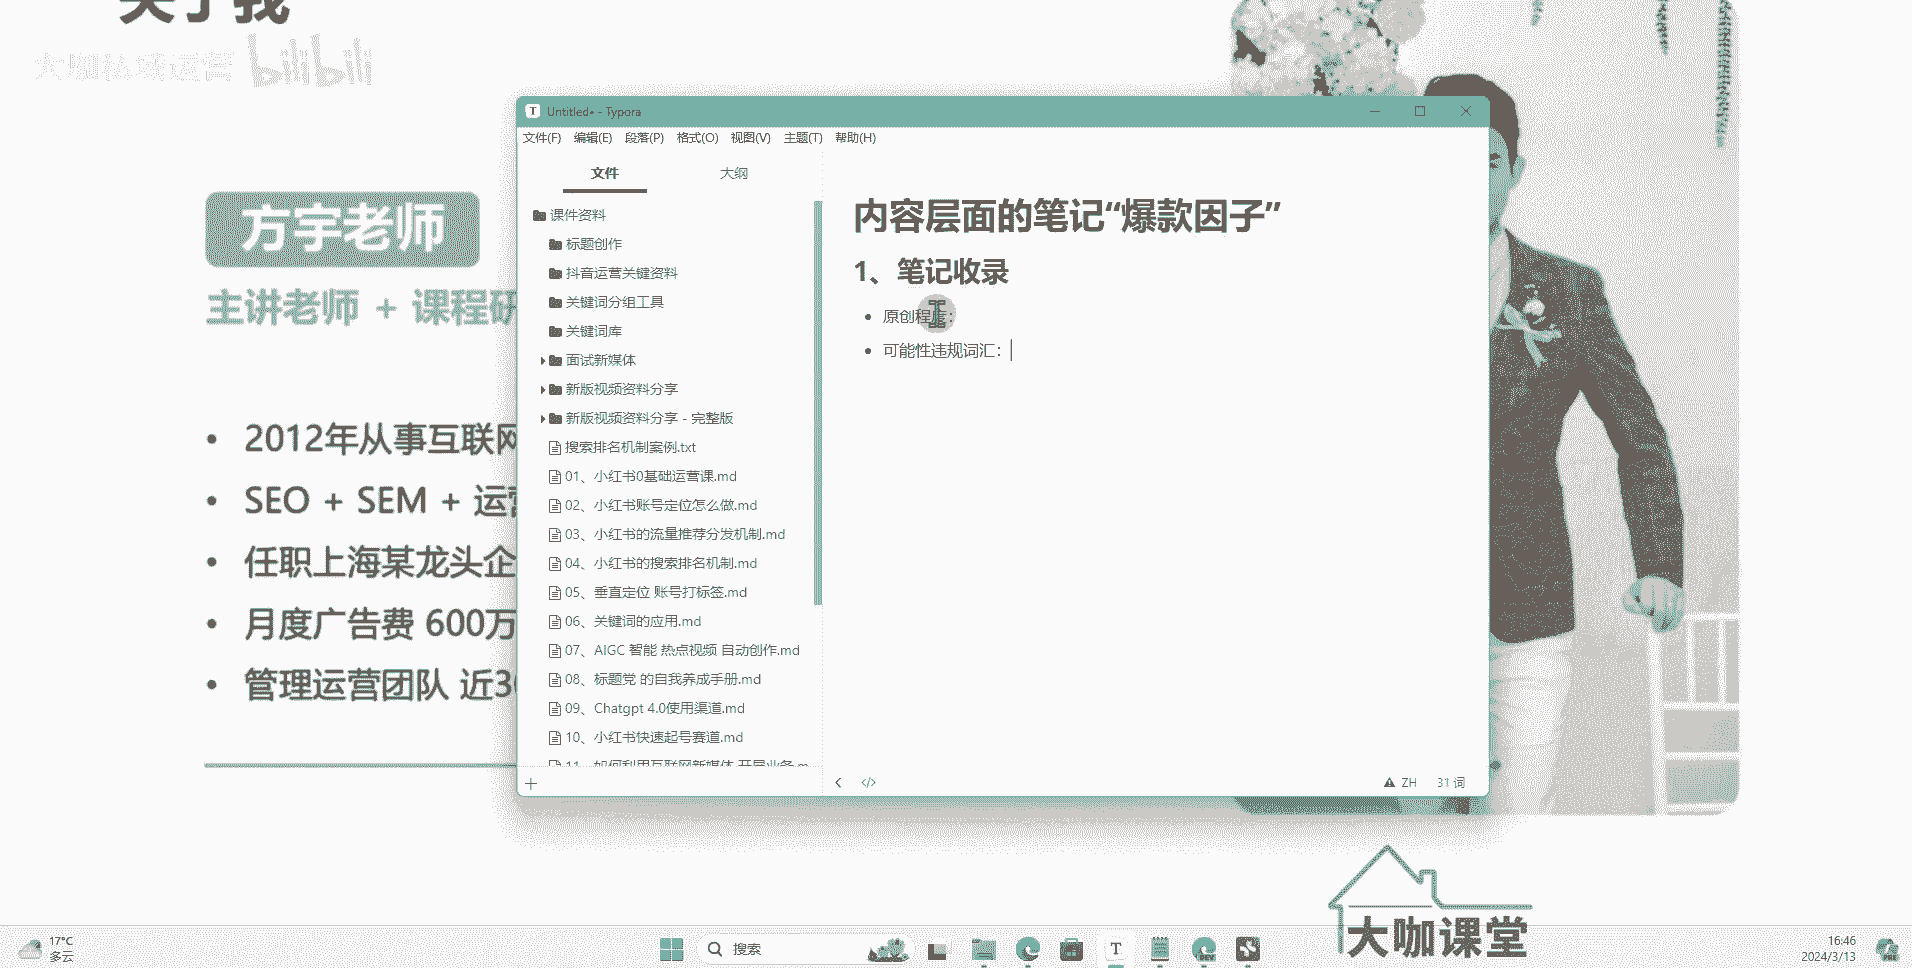 关于我
大咖私域运营 bilibili
方宇老师
主讲老师 + 课程研
2012年从事互联网
SEO + SEM + 运营
任职上海某龙头企
月度广告费 600万
管理运营团队 近30
Untitled• - Typora
文件(F) 编辑(E) 段落(P) 格式(O) 视图(V) 主题(T) 帮助(H)
文件 大纲
课件资料
标题创作
抖音运营关键资料
关键词分组工具
关键词库
面试新媒体
新版视频资料分享
新版视频资料分享 - 完整版
搜索排名机制案例.txt
01、小红书0基础运营课.md
02、小红书账号定位怎么做.md
03、小红书的流量推荐分发机制.md
04、小红书的搜索排名机制.md
05、垂直定位 账号打标签.md
06、关键词的应用.md
07、AIGC 智能 热点视频 自动创作.md
08、标题党 的自我养成手册.md
09、Chatgpt 4.0使用渠道.md
10、小红书快速起号赛道.md
11、如何利用互联网新媒体 开展业务.m
内容层面的笔记“爆款因子”
1、笔记收录
原创程度：
可能性违规词汇：
ZH 31 词
大咖课堂
17°C
多云
搜索
16:46
2024/3/13